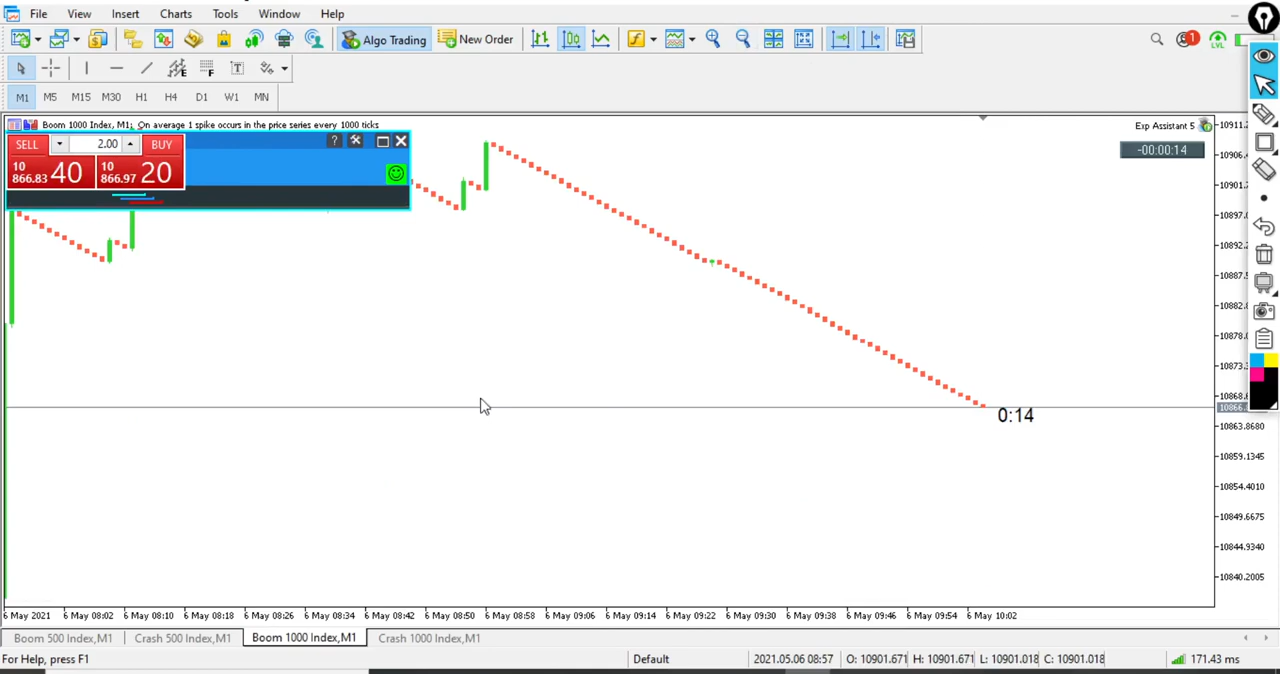 File View Insert Charts Tools Window Help
Algo Trading New Order 1 LVL
E F T
M1 M5 M15 M30 H1 H4 D1 W1 MN
Boom 1000 Index, M1: On average 1 spike occurs in the price series every 1000 ticks
Exp Assistant 5
SELL 2.00 BUY
10 866.83 40 10 866.97 20
-00:00:14
0:14
10911.2
10906.4
10901.7
10897.0
10892.2
10887.5
10882.8
10878.0
10873.3
10868.6
10866.
10863.8680
10859.1345
10854.4010
10849.6675
10844.9340
10840.2005
6 May 2021 6 May 08:02 6 May 08:10 6 May 08:18 6 May 08:26 6 May 08:34 6 May 08:42 6 May 08:50 6 May 08:58 6 May 09:06 6 May 09:14 6 May 09:22 6 May 09:30 6 May 09:38 6 May 09:46 6 May 09:54 6 May 10:02
Boom 500 Index,M1 Crash 500 Index,M1 Boom 1000 Index,M1 Crash 1000 Index,M1
For Help, press F1 Default 2021.05.06 08:57 O: 10901.671 H: 10901.671 L: 10901.018 C: 10901.018 171.43 ms